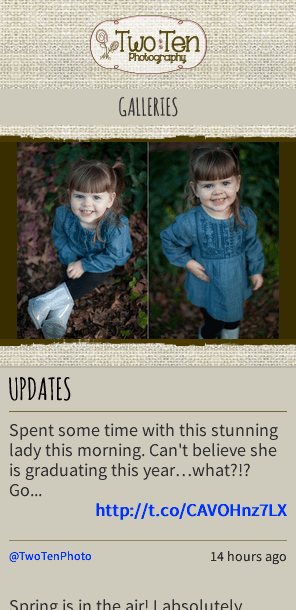 Two Ten
Photography
GALLERIES
UPDATES
Spent some time with this stunning
lady this morning. Can't believe she
is graduating this year...what?!?
Go...
http://t.co/CAVOHnz7LX
@TwoTenPhoto 14 hours ago
Spring is in the air! I absolutely